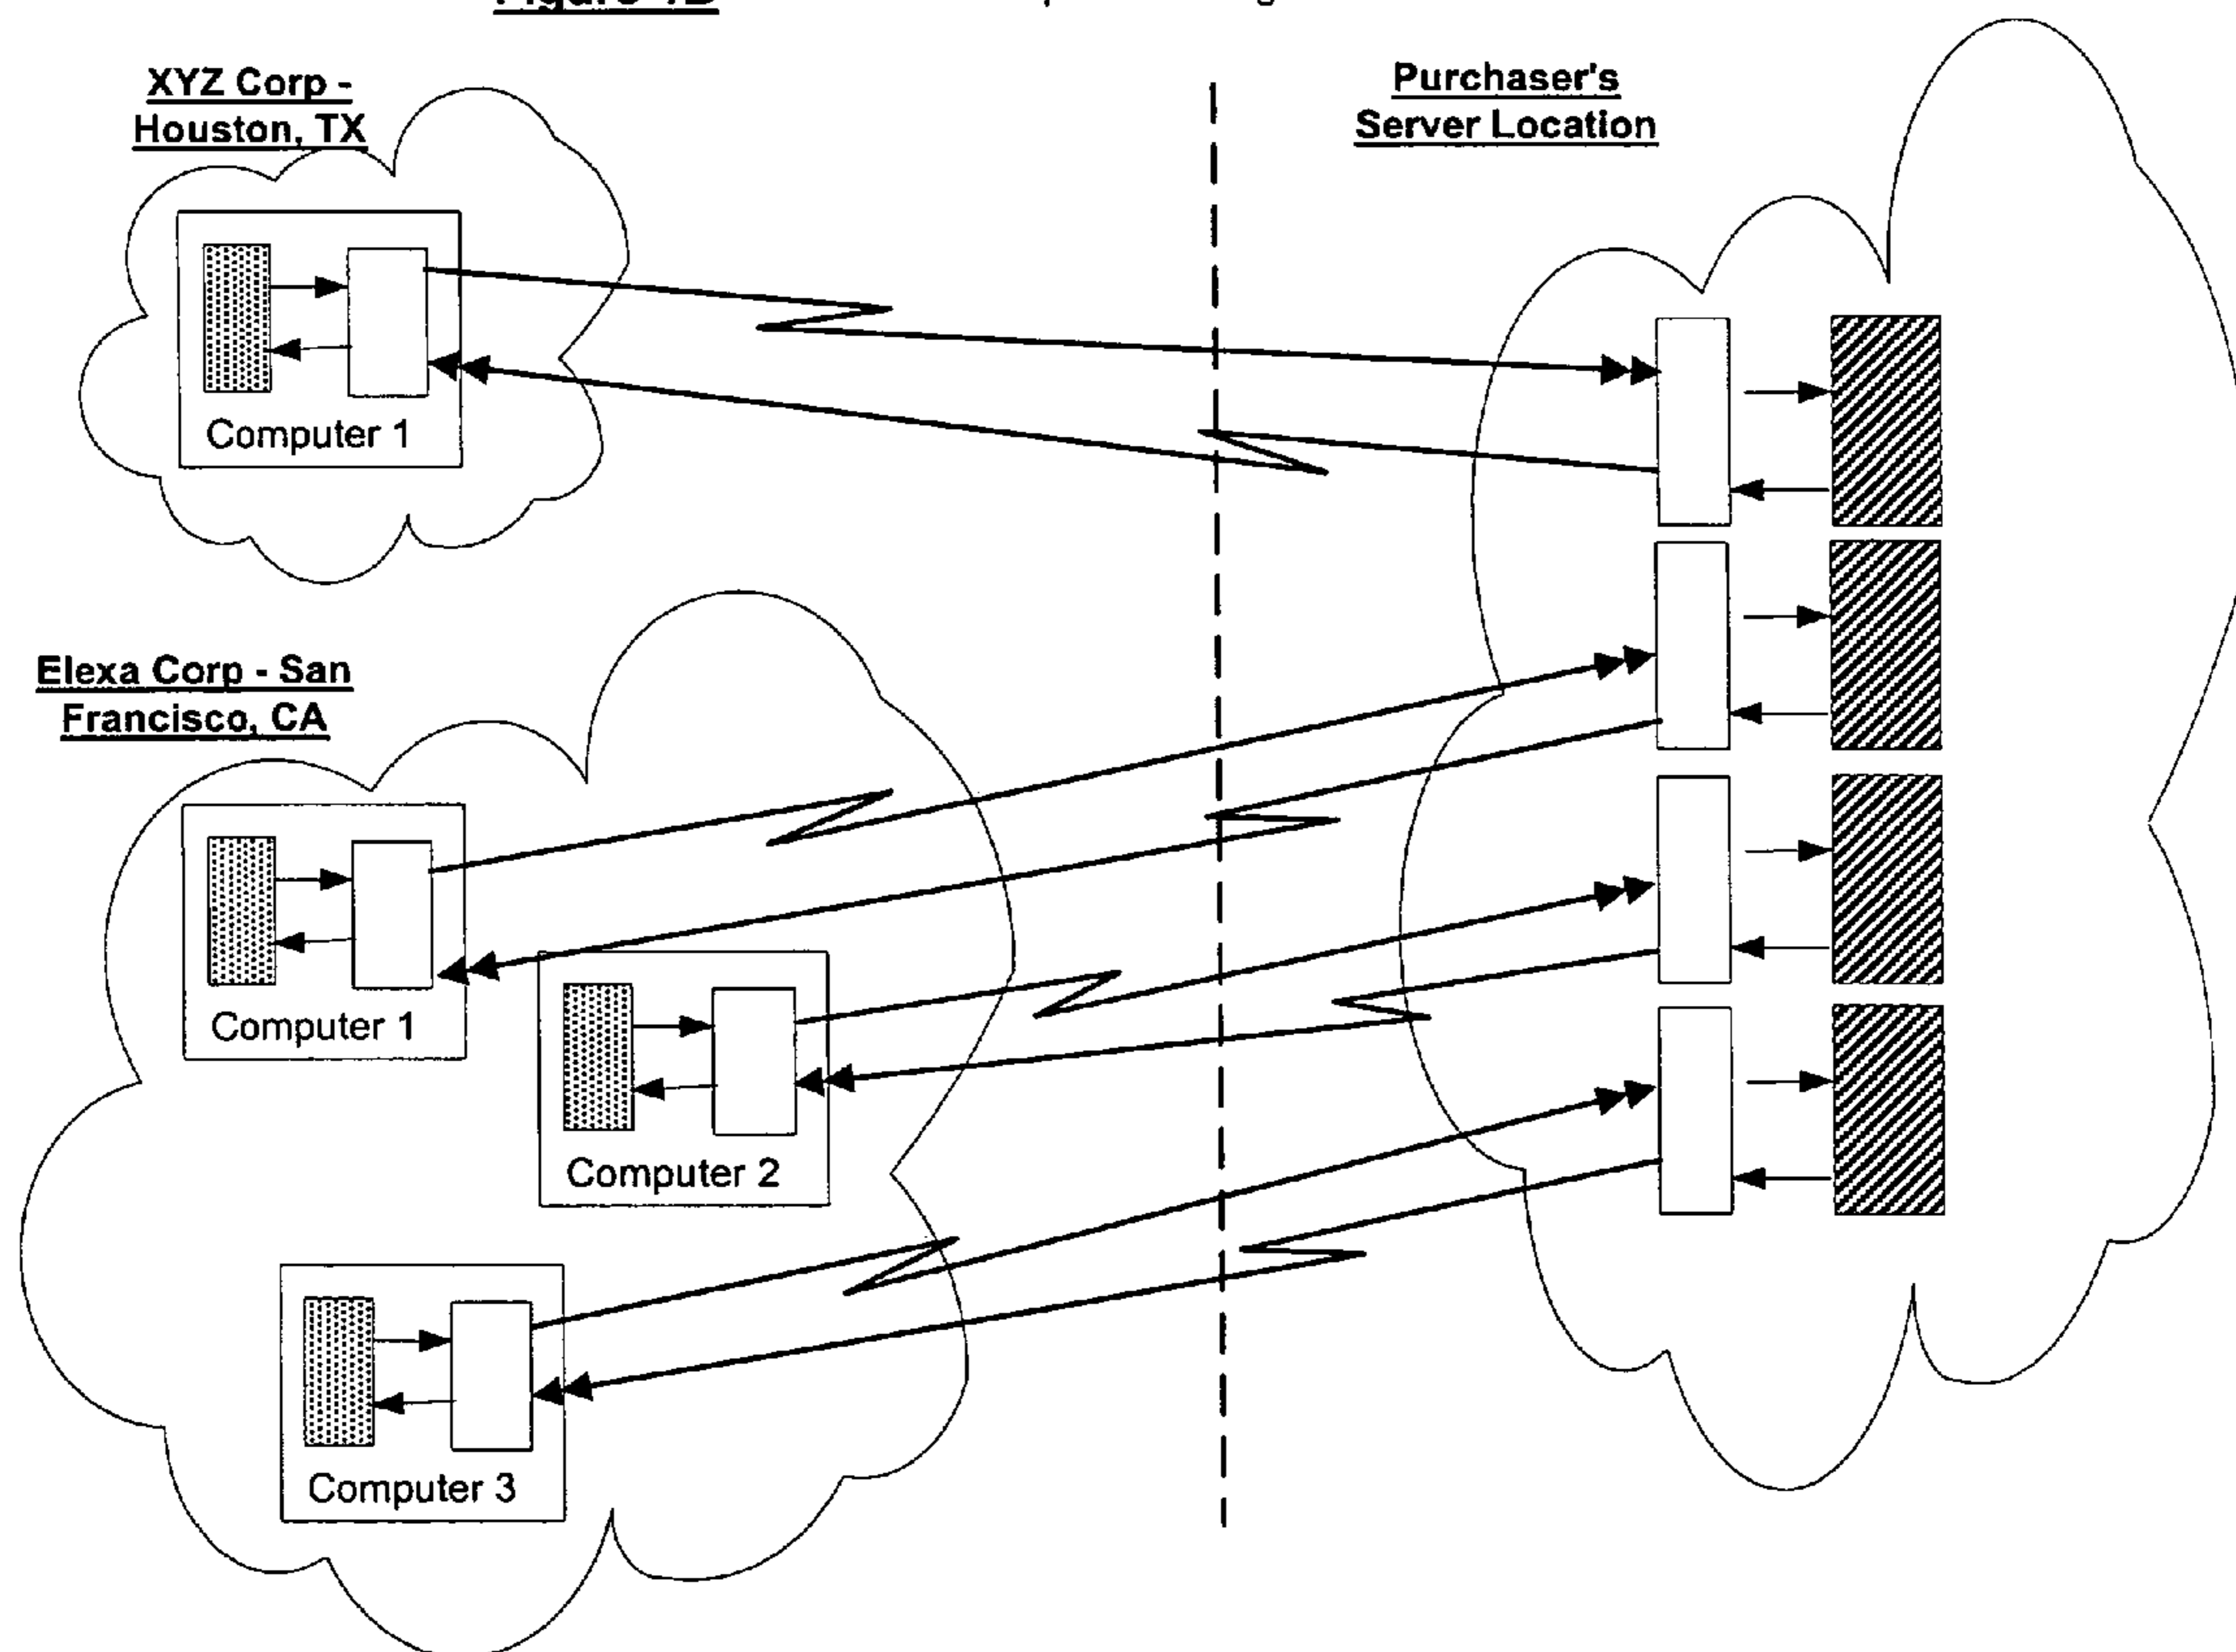 XYZ Corp -
Houston, TX
Purchaser's
Server Location
Computer 1
Elexa Corp - San
Francisco, CA
Computer 1
Computer 2
Computer 3